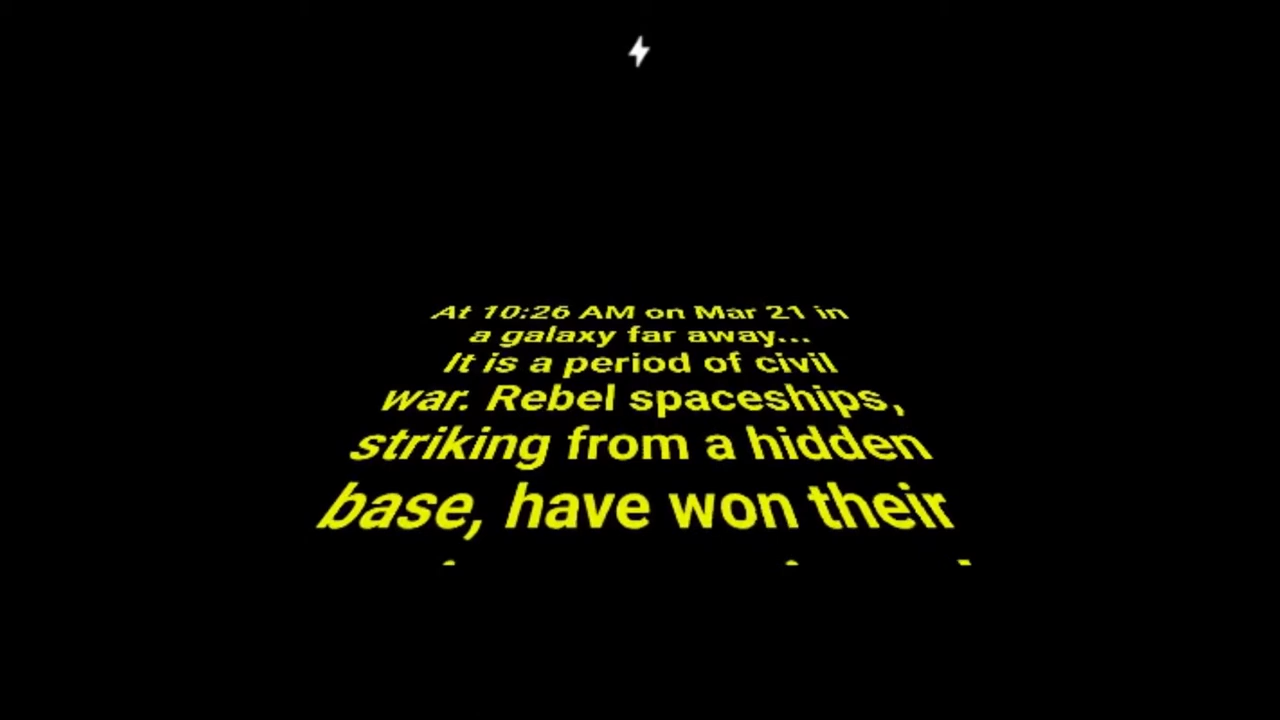 At 10:26 AM on Mar 21 in
a galaxy far away...
It is a period of civil
war. Rebel spaceships,
striking from a hidden
base, have won their